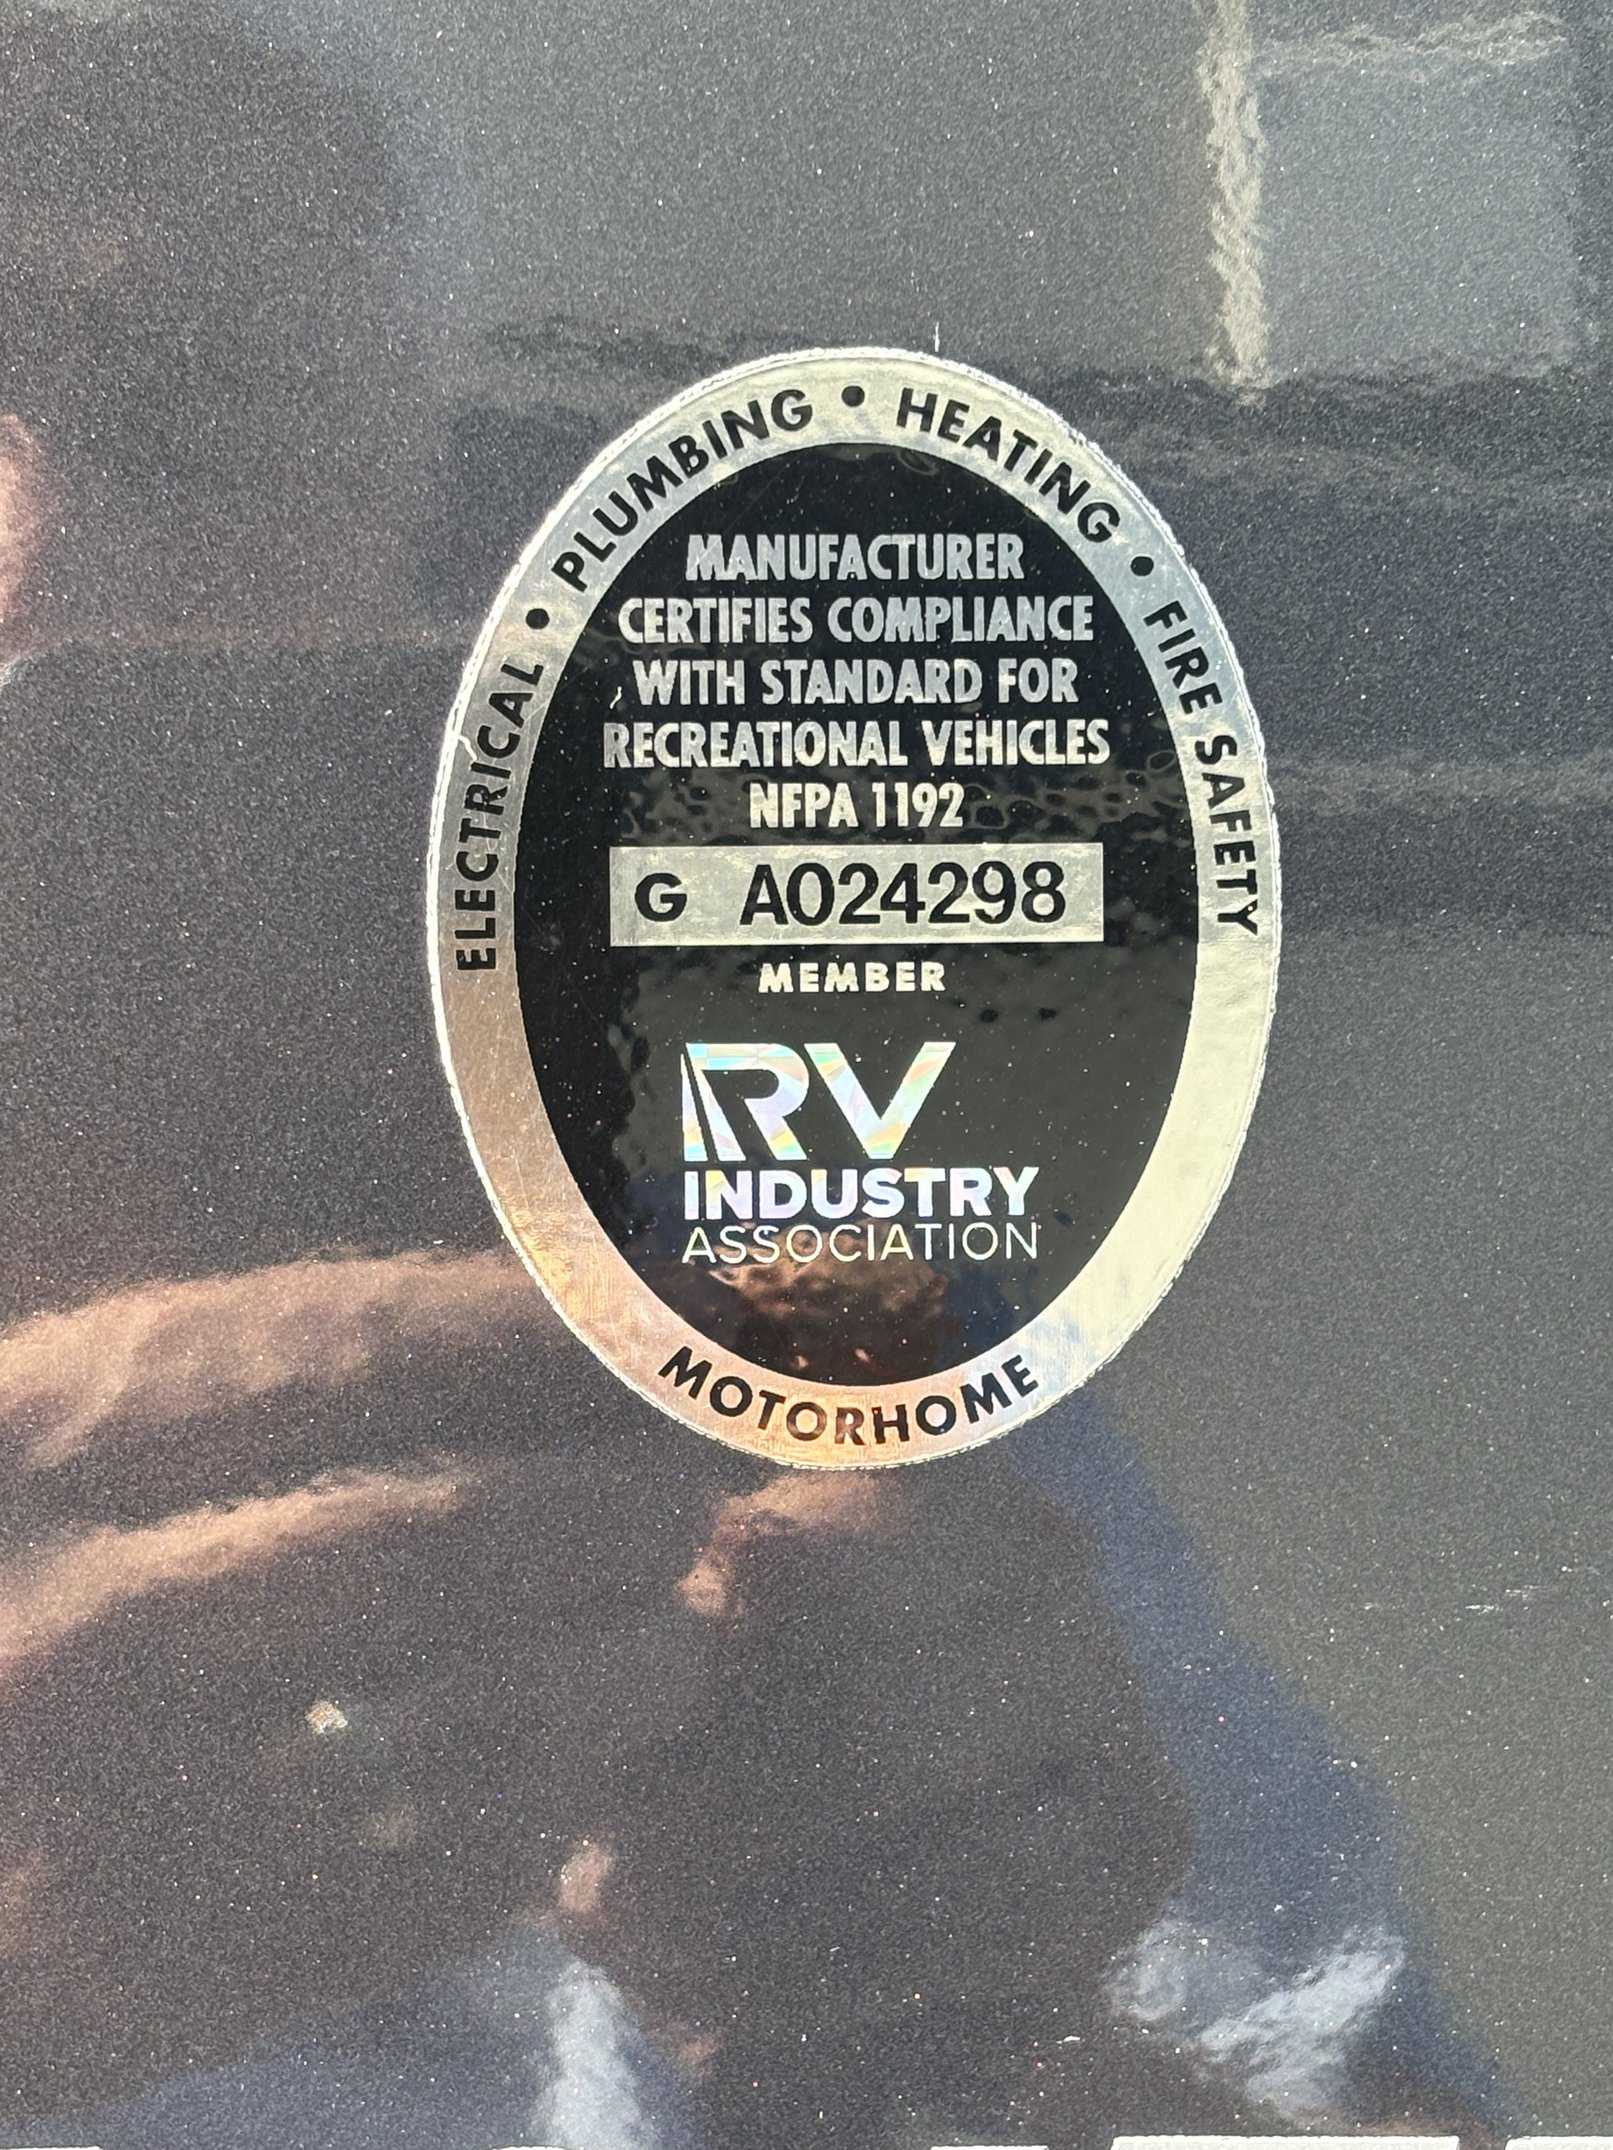 ELECTRICAL • PLUMBING • HEATING • FIRE SAFETY
MANUFACTURER
CERTIFIES COMPLIANCE
WITH STANDARD FOR
RECREATIONAL VEHICLES
NFPA 1192
G A024298
MEMBER
RV
INDUSTRY
ASSOCIATION
MOTORHOME